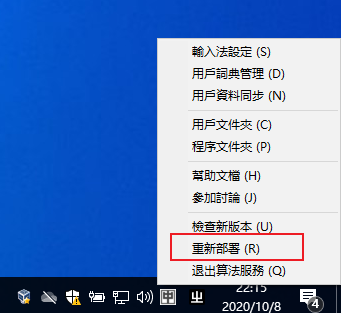 輸入法設定 (S)
用戶詞典管理 (D)
用戶資料同步 (N)
用戶文件夾 (C)
程序文件夾 (P)
幫助文檔 (H)
參加討論 (J)
檢查新版本 (U)
重新部署 (R)
退出算法服務 (Q)
中
22:15
2020/10/8
4